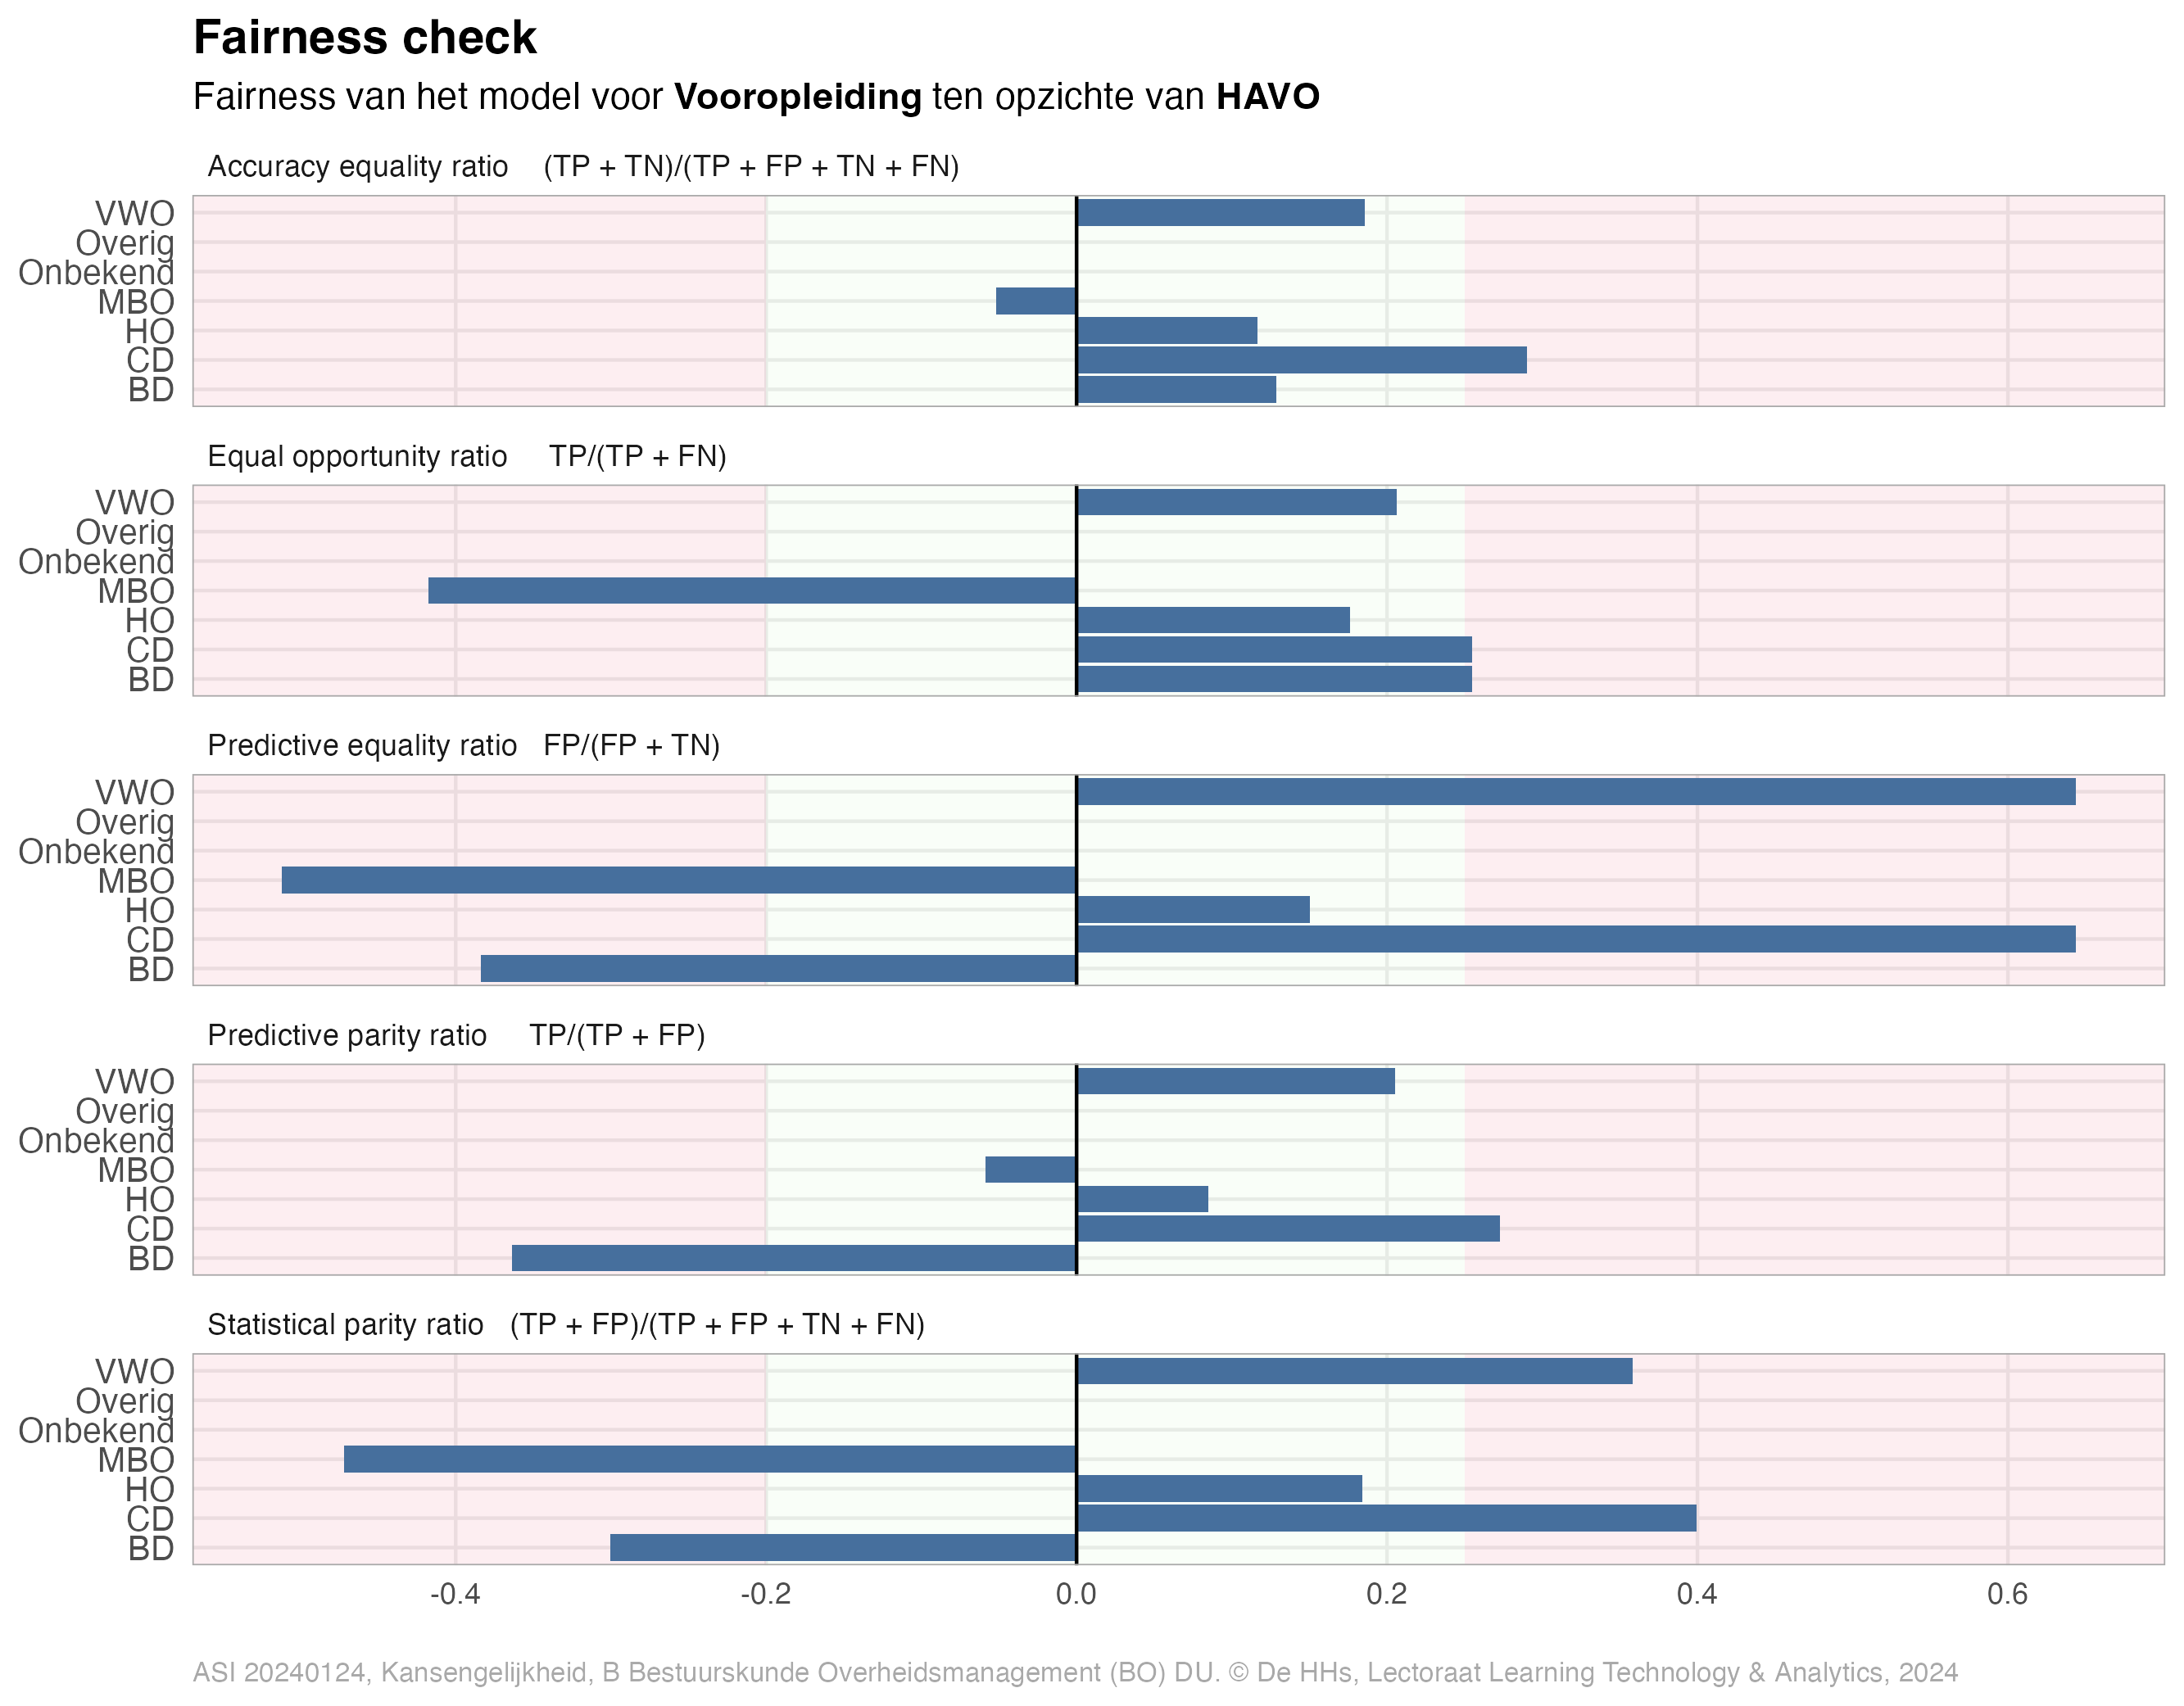 Fairness check
Fairness van het model voor Vooropleiding ten opzichte van HAVO
Accuracy equality ratio (TP + TN)/(TP + FP + TN + FN)
VWO
Overig
Onbekend
MBO
HO
CD
BD
Equal opportunity ratio TP/(TP + FN)
VWO
Overig
Onbekend
MBO
HO
CD
BD
Predictive equality ratio FP/(FP + TN)
VWO
Overig
Onbekend
MBO
HO
CD
BD
Predictive parity ratio TP/(TP + FP)
VWO
Overig
Onbekend
MBO
HO
CD
BD
Statistical parity ratio (TP + FP)/(TP + FP + TN + FN)
VWO
Overig
Onbekend
MBO
HO
CD
BD
-0.4 -0.2 0.0 0.2 0.4 0.6
ASI 20240124, Kansengelijkheid, B Bestuurskunde Overheidsmanagement (BO) DU. © De HHs, Lectoraat Learning Technology & Analytics, 2024